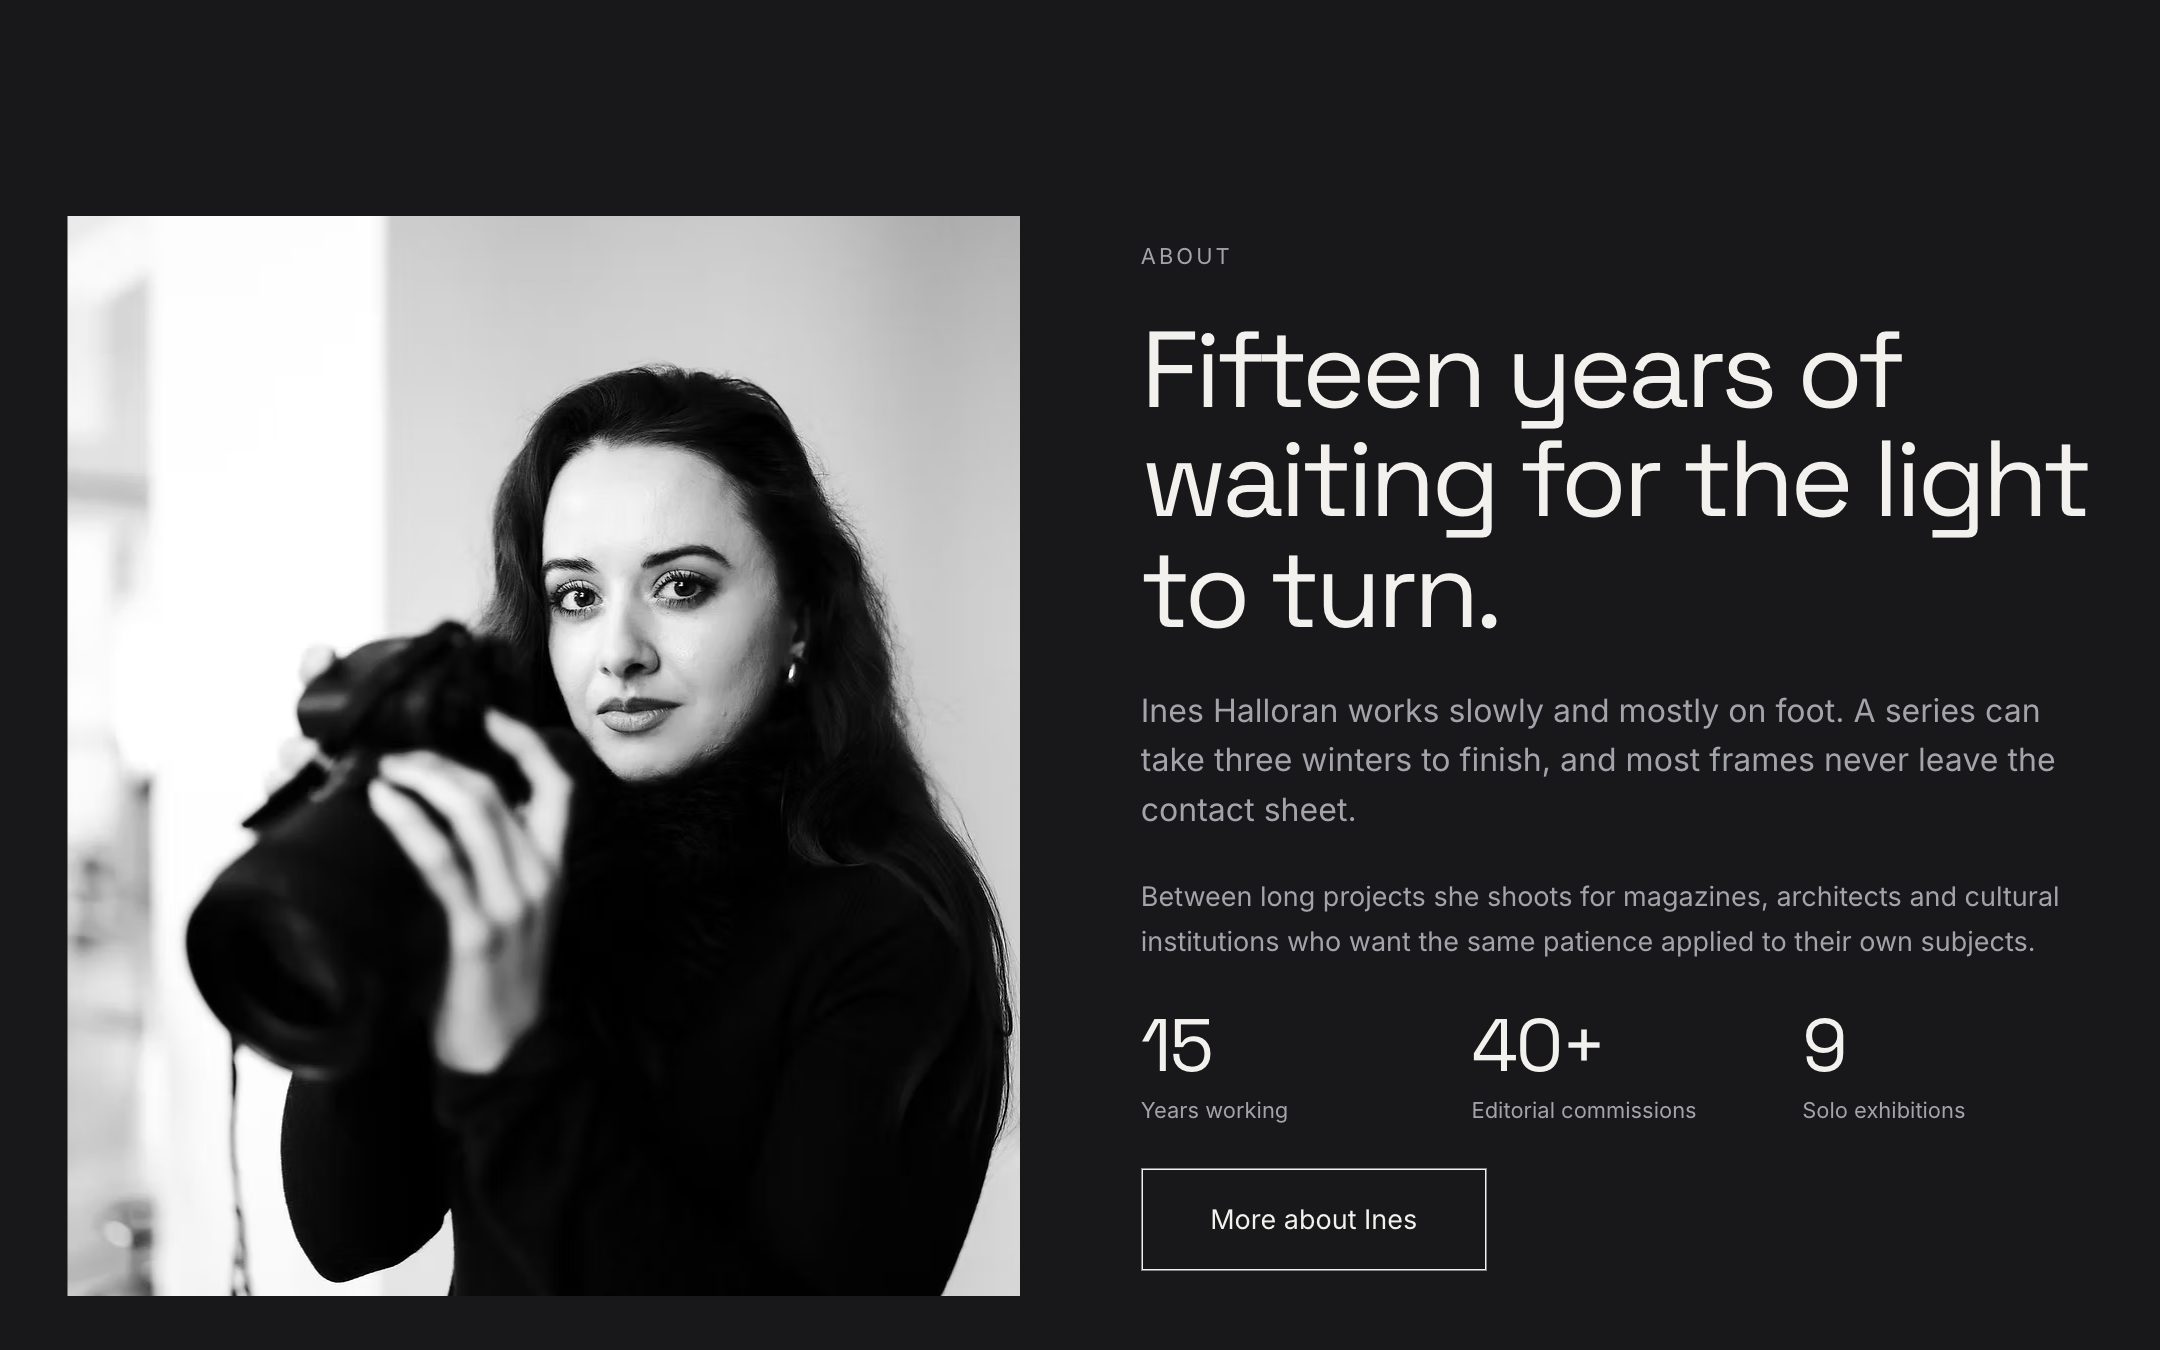 ABOUT
Fifteen years of
waiting for the light
to turn.
Ines Halloran works slowly and mostly on foot. A series can
take three winters to finish, and most frames never leave the
contact sheet.
Between long projects she shoots for magazines, architects and cultural
institutions who want the same patience applied to their own subjects.
15
Years working
40+
Editorial commissions
9
Solo exhibitions
More about Ines